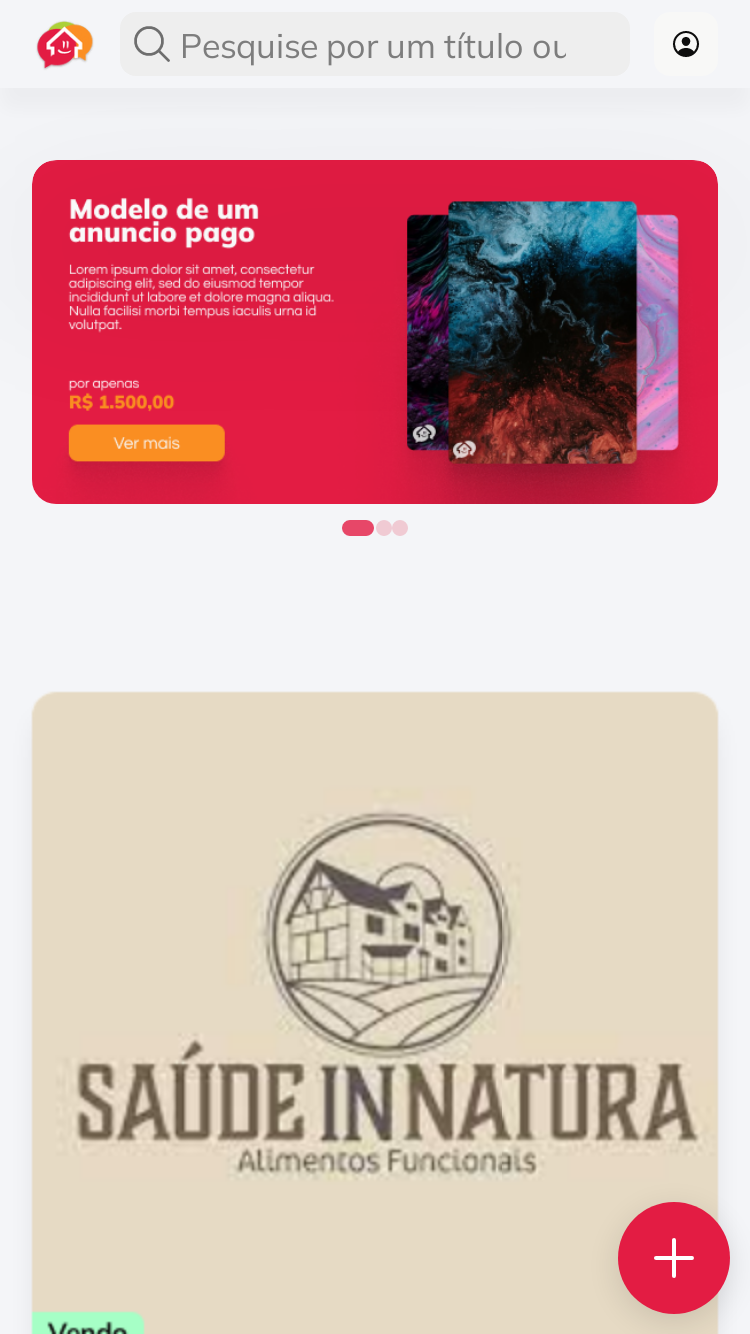 Pesquise por um título ou
Modelo de um
anuncio pago
Lorem ipsum dolor sit amet, consectetur
adipiscing elit, sed do eiusmod tempor
incididunt ut labore et dolore magna aliqua.
Nulla facilisi morbi tempus iaculis urna id
volutpat.
por apenas
R$ 1.500,00
Ver mais
SAÚDE IN NATURA
Alimentos Funcionais
Vendo